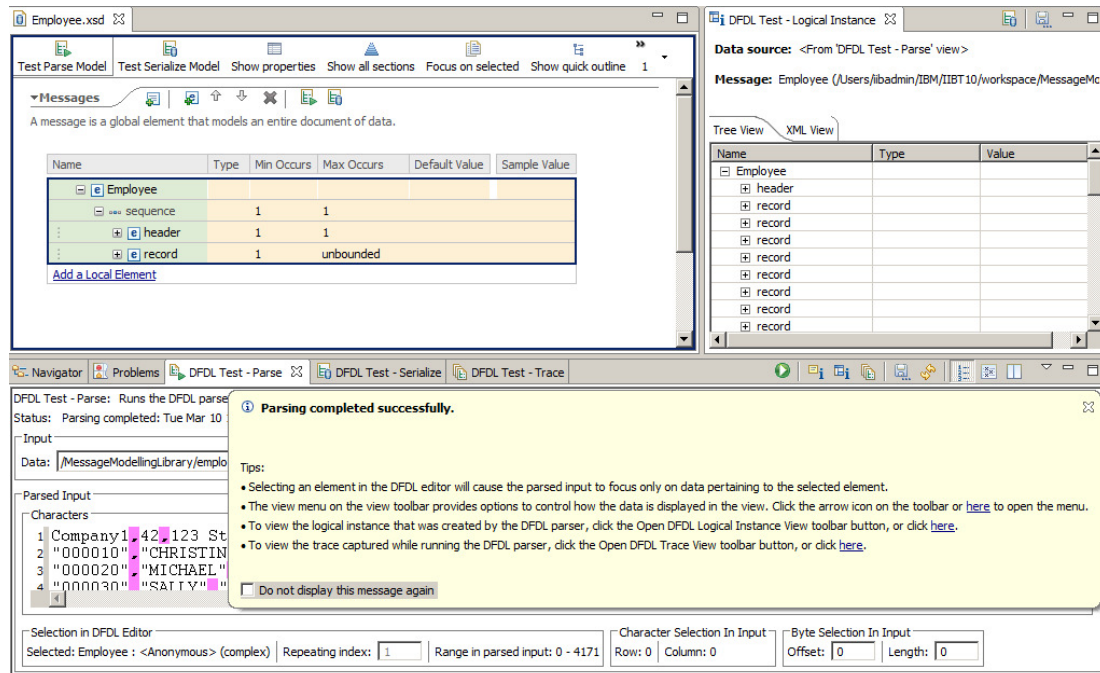 Employee.xsd
Test Parse Model Test Serialize Model Show properties Show all sections Focus on selected Show quick outline 1
Messages
A message is a global element that models an entire document of data.
Name Type Min Occurs Max Occurs Default Value Sample Value
e Employee
sequence 1 1
e header 1 1
e record 1 unbounded
Add a Local Element
DFDL Test - Logical Instance
Data source: <From 'DFDL Test - Parse' view>
Message: Employee (/Users/iibadmin/IBM/IIBT10/workspace/MessageMo
Tree View XML View
Name Type Value
Employee
header
record
record
record
record
record
record
record
record
Navigator Problems DFDL Test - Parse DFDL Test - Serialize DFDL Test - Trace
DFDL Test - Parse: Runs the DFDL parse
Status: Parsing completed: Tue Mar 10
Input
Data: /MessageModellingLibrary/emplo
Parsed Input
Characters
1 Company1,42,123 St
2 "000010","CHRISTIN
3 "000020","MICHAEL"
4 "000030","SALLY","
Parsing completed successfully.
Tips:
• Selecting an element in the DFDL editor will cause the parsed input to focus only on data pertaining to the selected element.
• The view menu on the view toolbar provides options to control how the data is displayed in the view. Click the arrow icon on the toolbar or here to open the menu.
• To view the logical instance that was created by the DFDL parser, click the Open DFDL Logical Instance View toolbar button, or click here.
• To view the trace captured while running the DFDL parser, click the Open DFDL Trace View toolbar button, or click here.
Do not display this message again
Selection in DFDL Editor
Selected: Employee : <Anonymous> (complex) Repeating index: 1 Range in parsed input: 0 - 4171
Character Selection In Input
Row: 0 Column: 0
Byte Selection In Input
Offset: 0 Length: 0